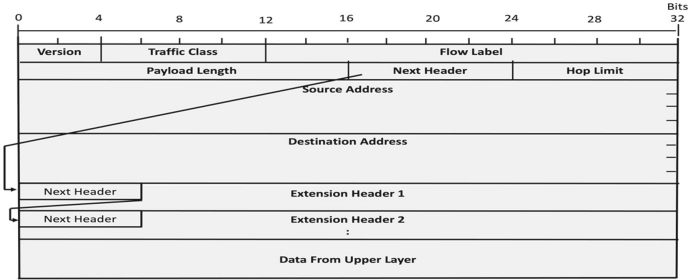 Bits
0 4 8 12 16 20 24 28 32
Version Traffic Class Flow Label
Payload Length Next Header Hop Limit
Source Address
Destination Address
Next Header Extension Header 1
Next Header Extension Header 2
:
Data From Upper Layer